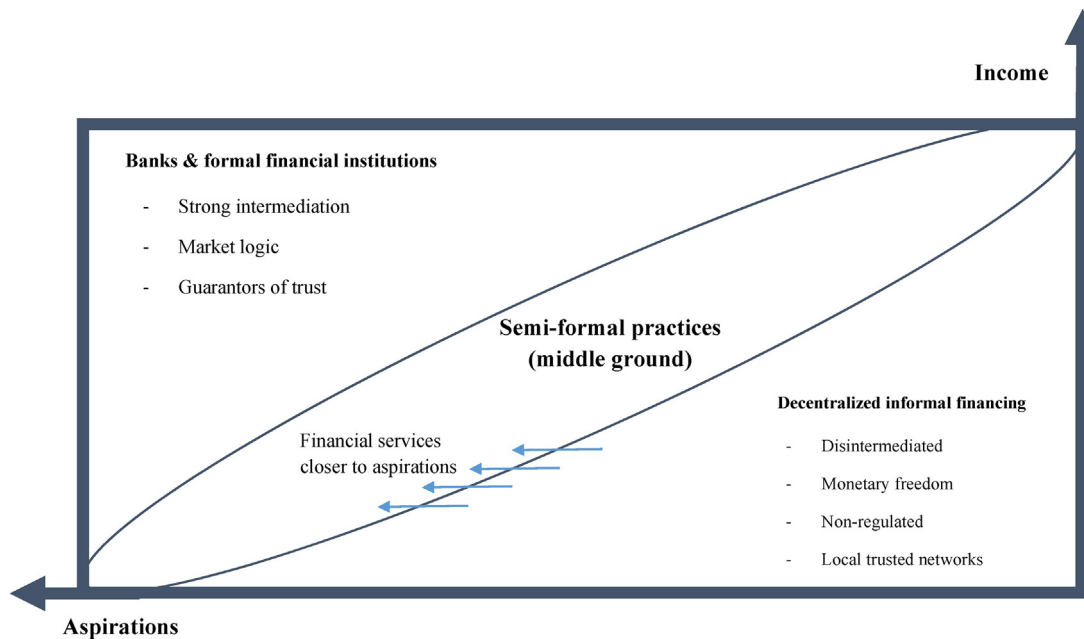 Income
Banks & formal financial institutions
- Strong intermediation
- Market logic
- Guarantors of trust
Semi-formal practices
(middle ground)
Decentralized informal financing
- Disintermediated
- Monetary freedom
- Non-regulated
- Local trusted networks
Financial services
closer to aspirations
Aspirations